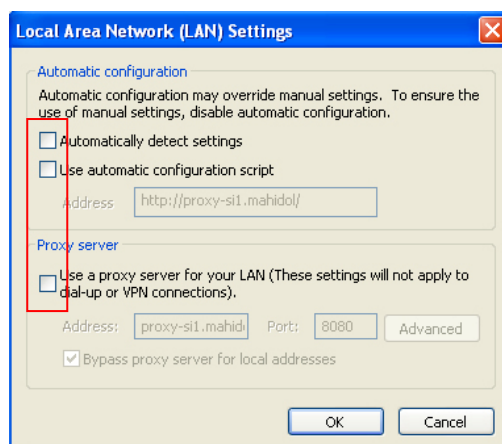 Local Area Network (LAN) Settings
Automatic configuration
Automatic configuration may override manual settings. To ensure the
use of manual settings, disable automatic configuration.
Automatically detect settings
Use automatic configuration script
Address http://proxy-si1.mahidol/
Proxy server
Use a proxy server for your LAN (These settings will not apply to
dial-up or VPN connections).
Address: proxy-si1.mahid Port: 8080 Advanced
Bypass proxy server for local addresses
OK Cancel